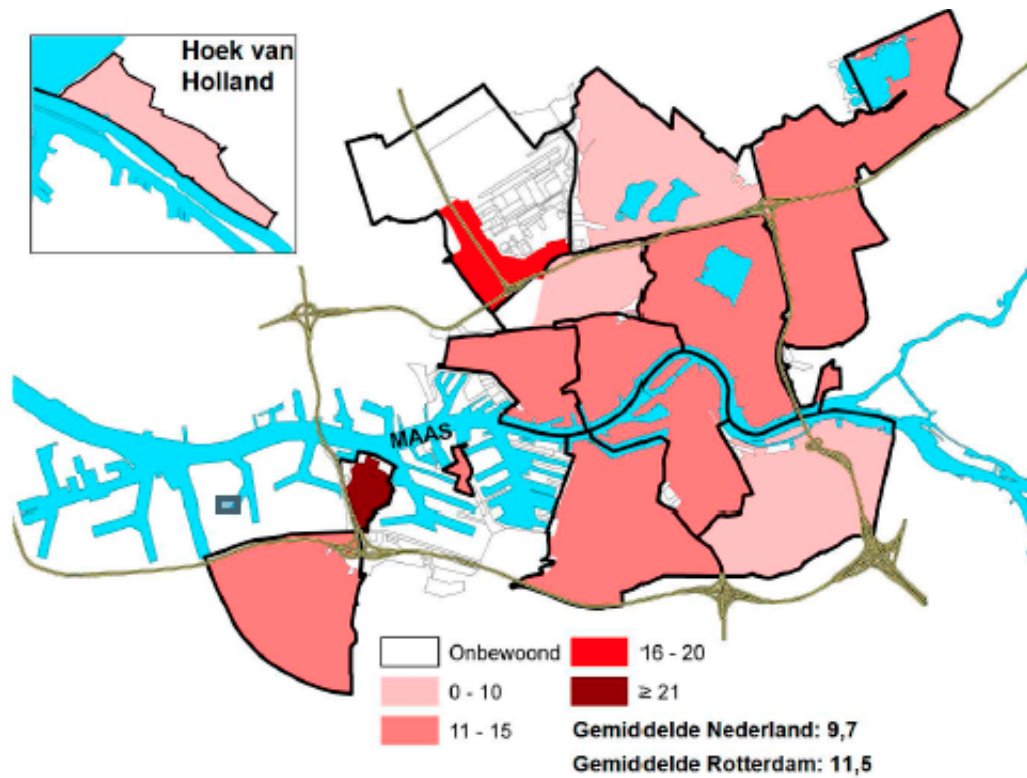 Hoek van
Holland
MAAS
Onbewoond
0 - 10
11 - 15
16 - 20
≥ 21
Gemiddelde Nederland: 9,7
Gemiddelde Rotterdam: 11,5